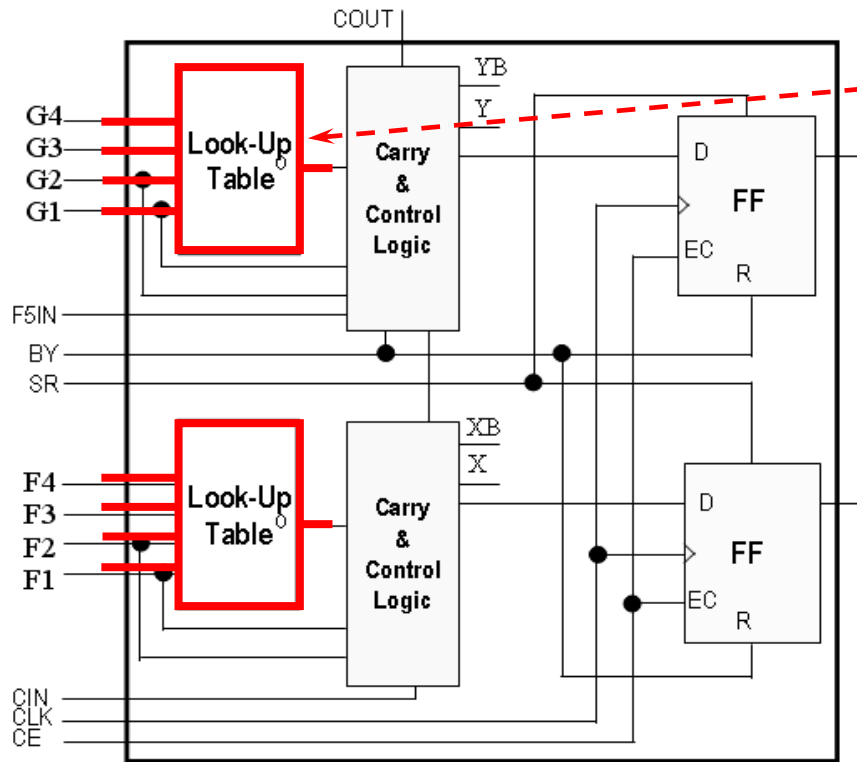 COUT
YB
Y
G4
G3
G2
G1
Look-Up
Table
O
Carry
&
Control
Logic
D
FF
EC
R
F5IN
BY
SR
XB
X
F4
F3
F2
F1
Look-Up
Table
O
Carry
&
Control
Logic
D
FF
EC
R
CIN
CLK
CE